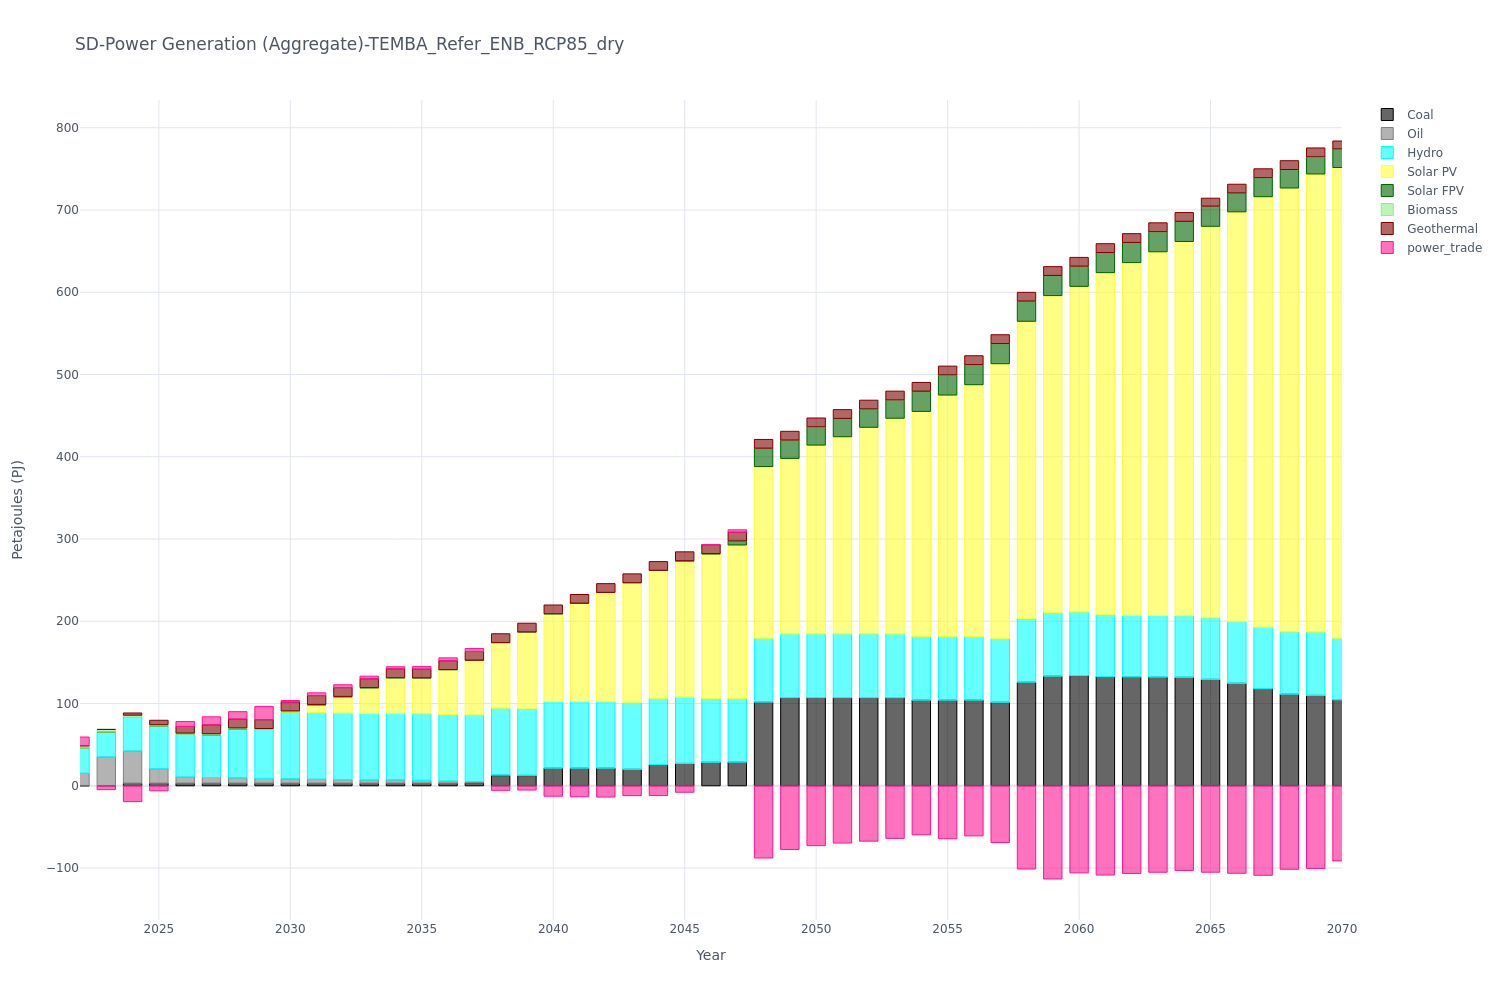 SD-Power Generation (Aggregate)-TEMBA_Refer_ENB_RCP85_dry
Coal
Oil
Hydro
Solar PV
Solar FPV
Biomass
Geothermal
power_trade
800
700
600
500
400
300
200
100
0
−100
Petajoules (PJ)
2025
2030
2035
2040
2045
2050
2055
2060
2065
2070
Year